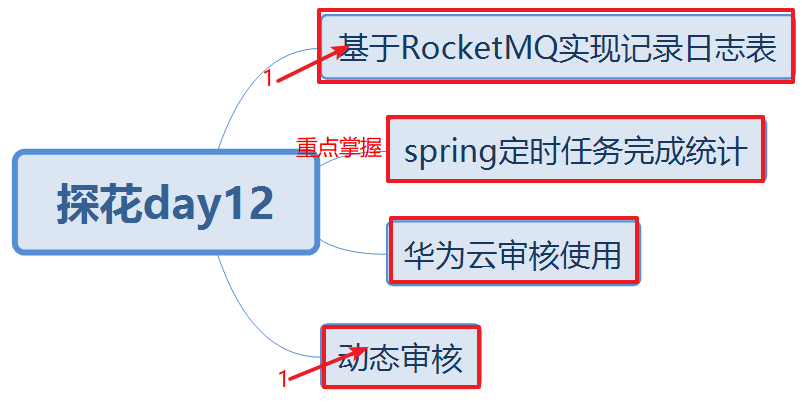 基于RocketMQ实现记录日志表
1
重点掌握
spring定时任务完成统计
探花day12
华为云审核使用
动态审核
1